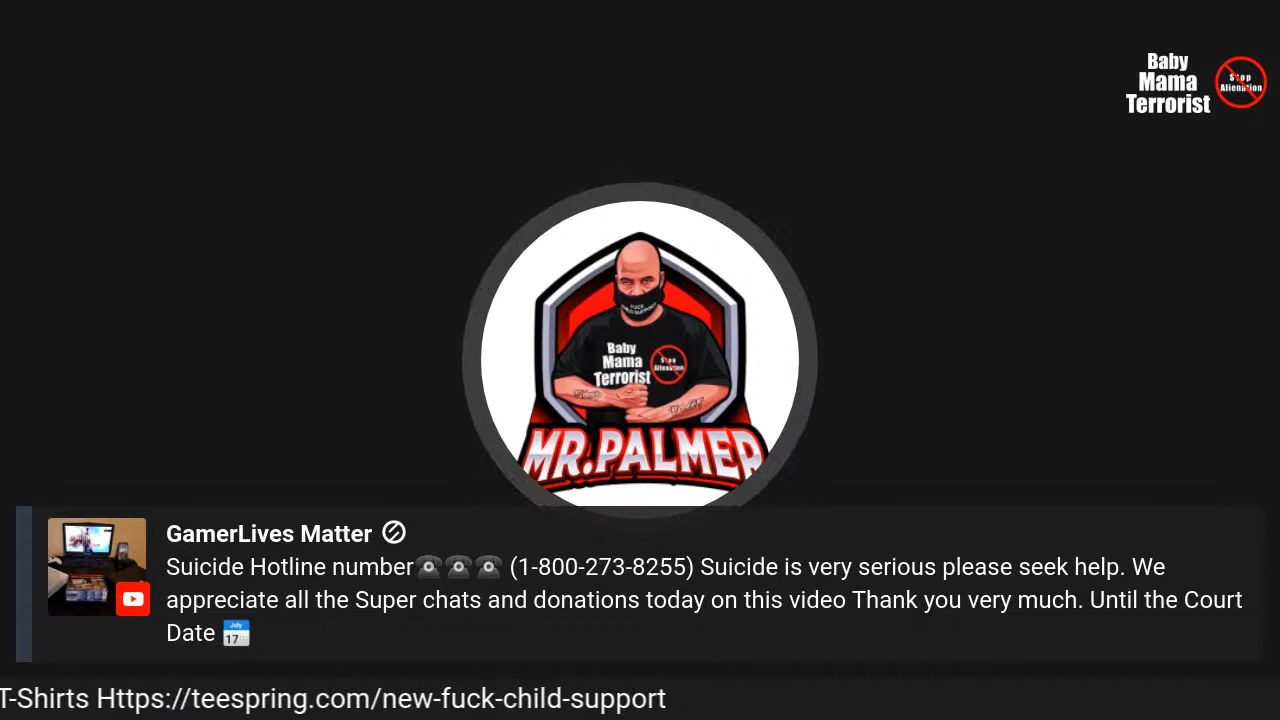 Baby
Mama
Terrorist
Stop
Alienation
Baby
Mama
Terrorist
Stop
Alienation
MR.PALMER
GamerLives Matter
Suicide Hotline number☎☎☎ (1-800-273-8255) Suicide is very serious please seek help. We
appreciate all the Super chats and donations today on this video Thank you very much. Until the Court
Date 📅
T-Shirts Https://teespring.com/new-fuck-child-support